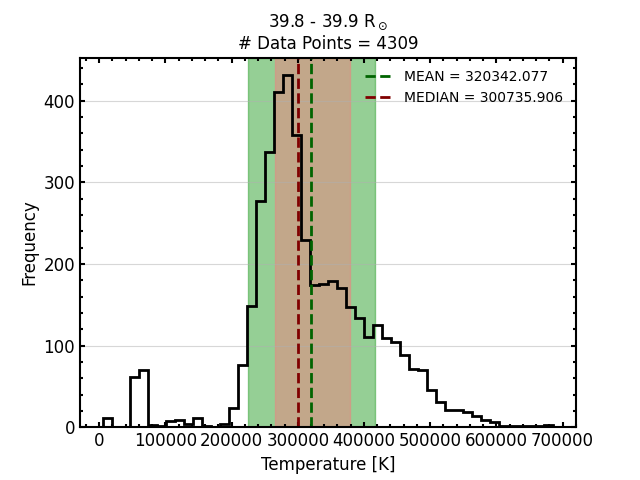 39.8 - 39.9 R⊙
# Data Points = 4309
MEAN = 320342.077
MEDIAN = 300735.906
Frequency
400
300
200
100
0
0 100000 200000 300000 400000 500000 600000 700000
Temperature [K]